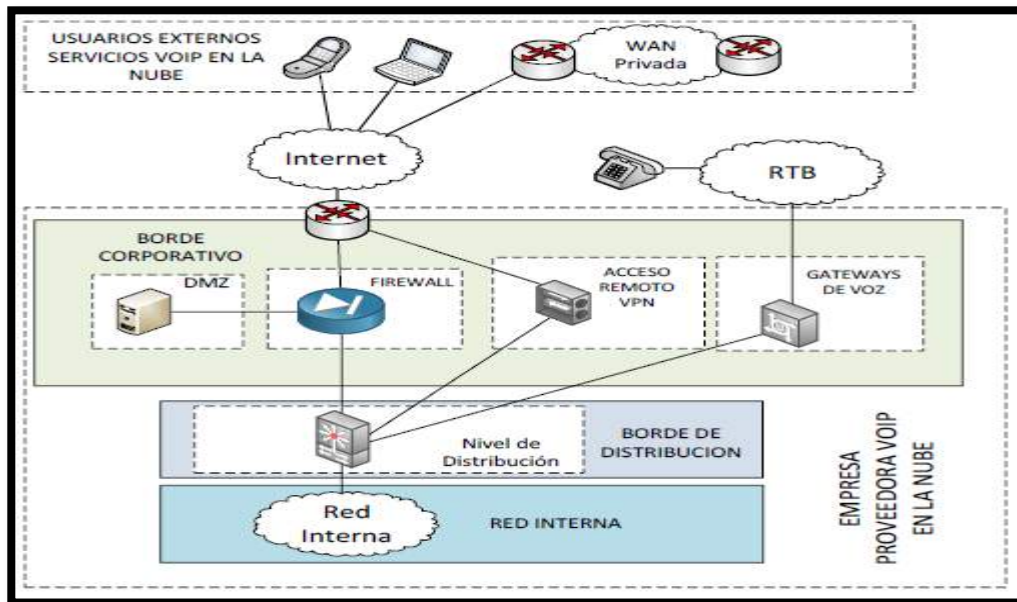 USUARIOS EXTERNOS
SERVICIOS VOIP EN LA
NUBE
WAN
Privada
Internet
RTB
BORDE
CORPORATIVO
DMZ
FIREWALL
ACCESO
REMOTO
VPN
GATEWAYS
DE VOZ
Nivel de
Distribución
BORDE DE
DISTRIBUCION
Red
Interna
RED INTERNA
EMPRESA
PROVEEDORA VOIP
EN LA NUBE